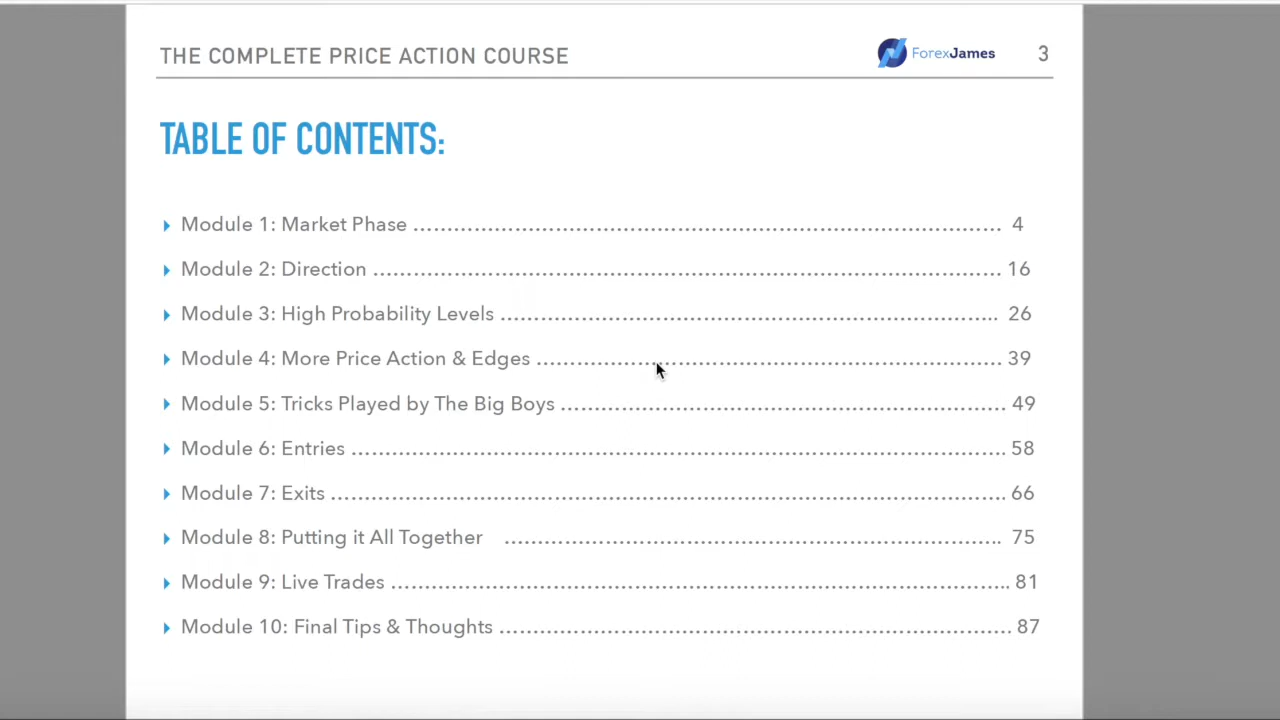 THE COMPLETE PRICE ACTION COURSE ForexJames 3
TABLE OF CONTENTS:
Module 1: Market Phase ........................................................................................ 4
Module 2: Direction ............................................................................................. 16
Module 3: High Probability Levels .......................................................................... 26
Module 4: More Price Action & Edges ..................................................................... 39
Module 5: Tricks Played by The Big Boys .................................................................. 49
Module 6: Entries ................................................................................................. 58
Module 7: Exits .................................................................................................... 66
Module 8: Putting it All Together .......................................................................... 75
Module 9: Live Trades ............................................................................................ 81
Module 10: Final Tips & Thoughts ............................................................................ 87